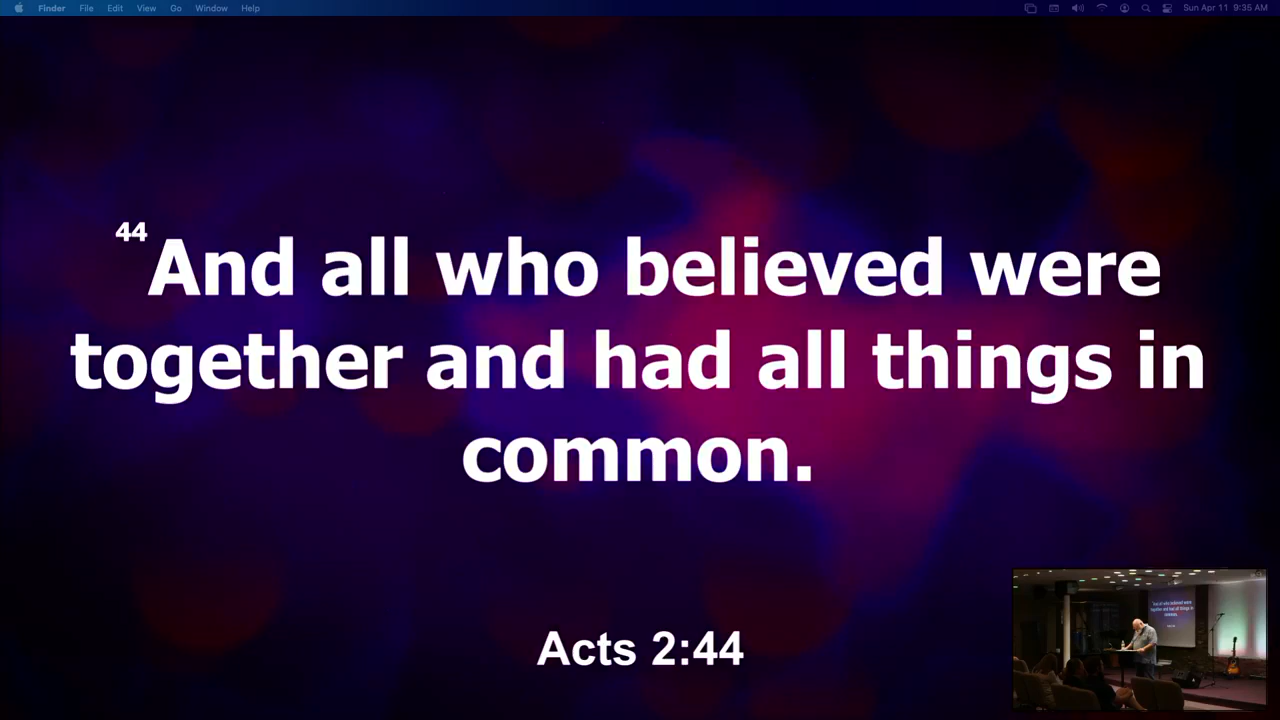 Finder File Edit View Go Window Help Sun Apr 11 9:35 AM
44 And all who believed were
together and had all things in
common.
Acts 2:44